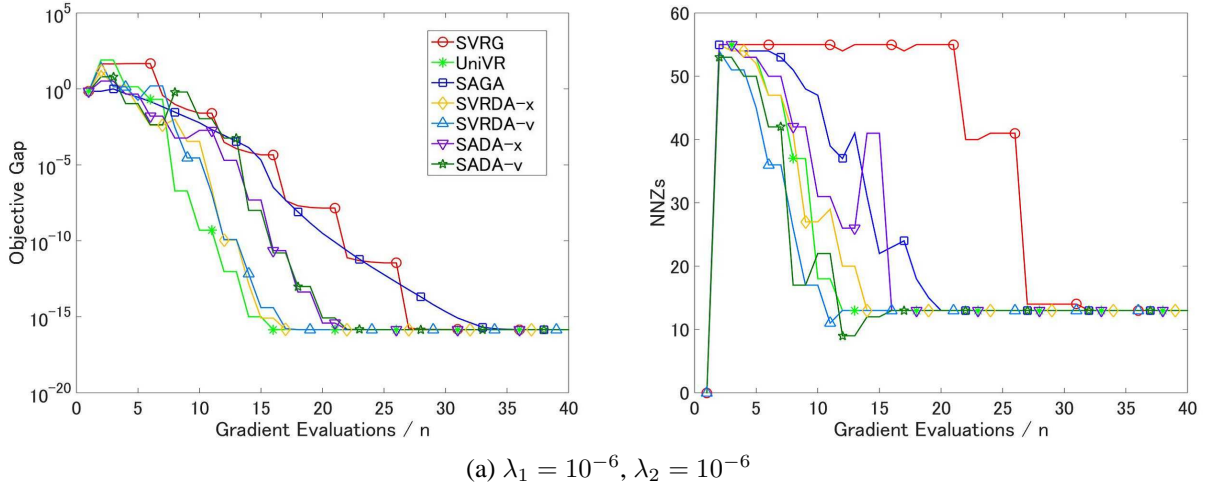 10^5
10^0
10^-5
10^-10
10^-15
10^-20
Objective Gap
0 5 10 15 20 25 30 35 40
Gradient Evaluations / n
SVRG
UniVR
SAGA
SVRDA-x
SVRDA-v
SADA-x
SADA-v
60
50
40
30
20
10
0
NNZs
0 5 10 15 20 25 30 35 40
Gradient Evaluations / n
(a) λ₁ = 10⁻⁶, λ₂ = 10⁻⁶